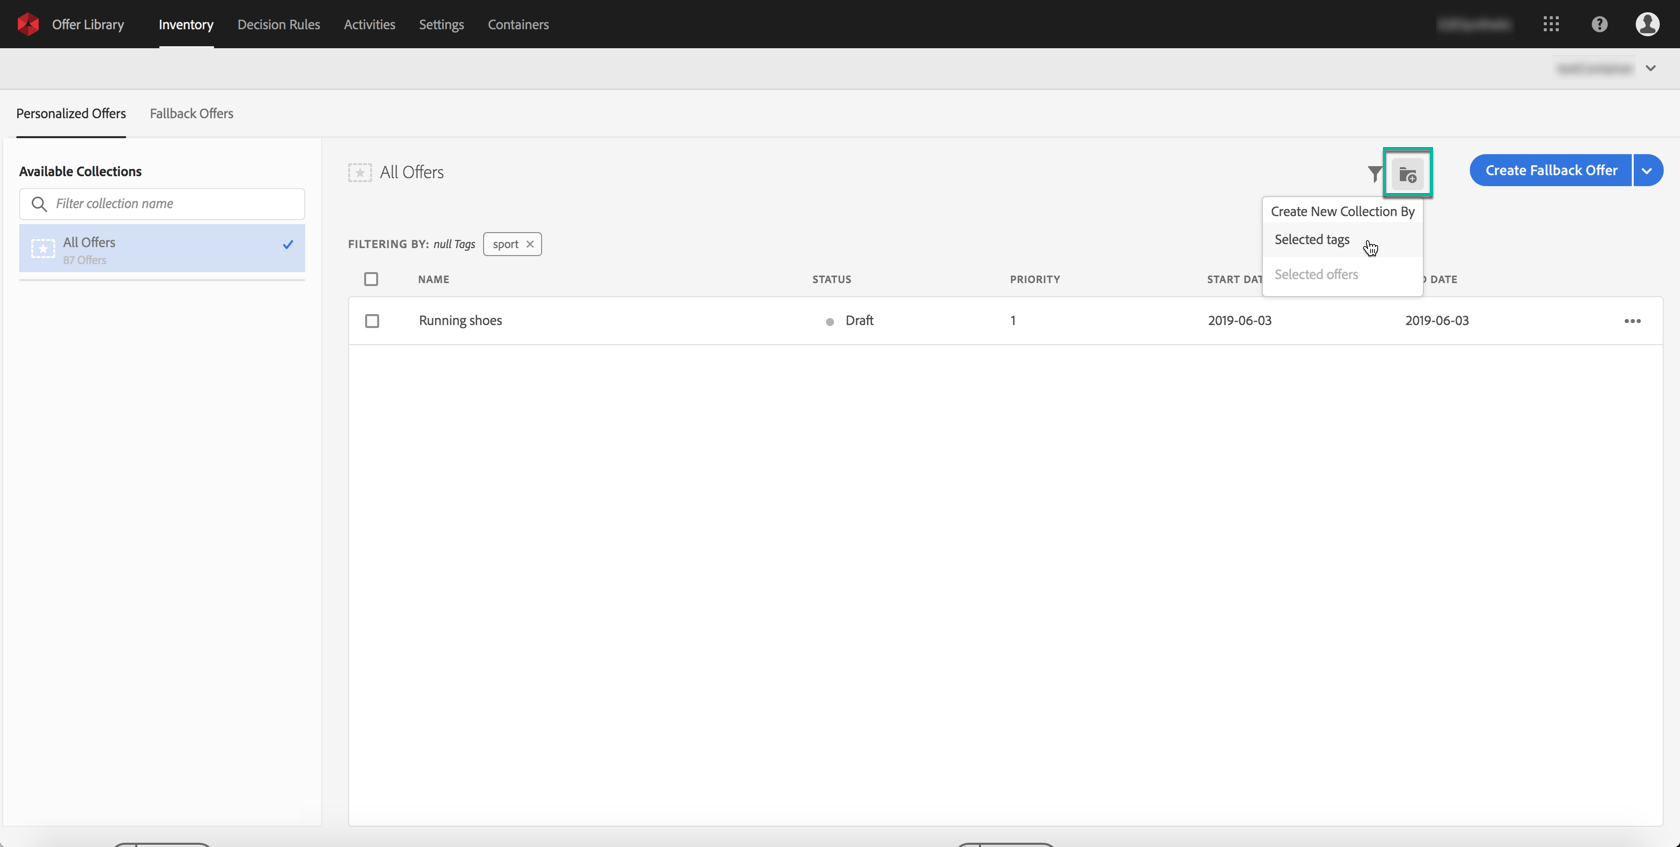 Offer Library Inventory Decision Rules Activities Settings Containers
Personalized Offers Fallback Offers
Available Collections
Filter collection name
All Offers
87 Offers
All Offers
Create Fallback Offer
Create New Collection By
Selected tags
Selected offers
FILTERING BY: null Tags sport ×
NAME STATUS PRIORITY START DAT DATE
Running shoes Draft 1 2019-06-03 2019-06-03